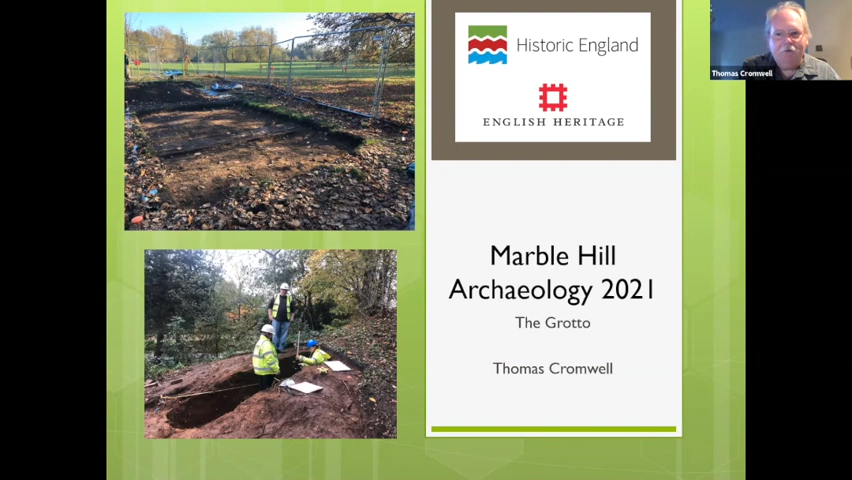 Historic England
ENGLISH HERITAGE
Thomas Cromwell
Marble Hill
Archaeology 2021
The Grotto
Thomas Cromwell